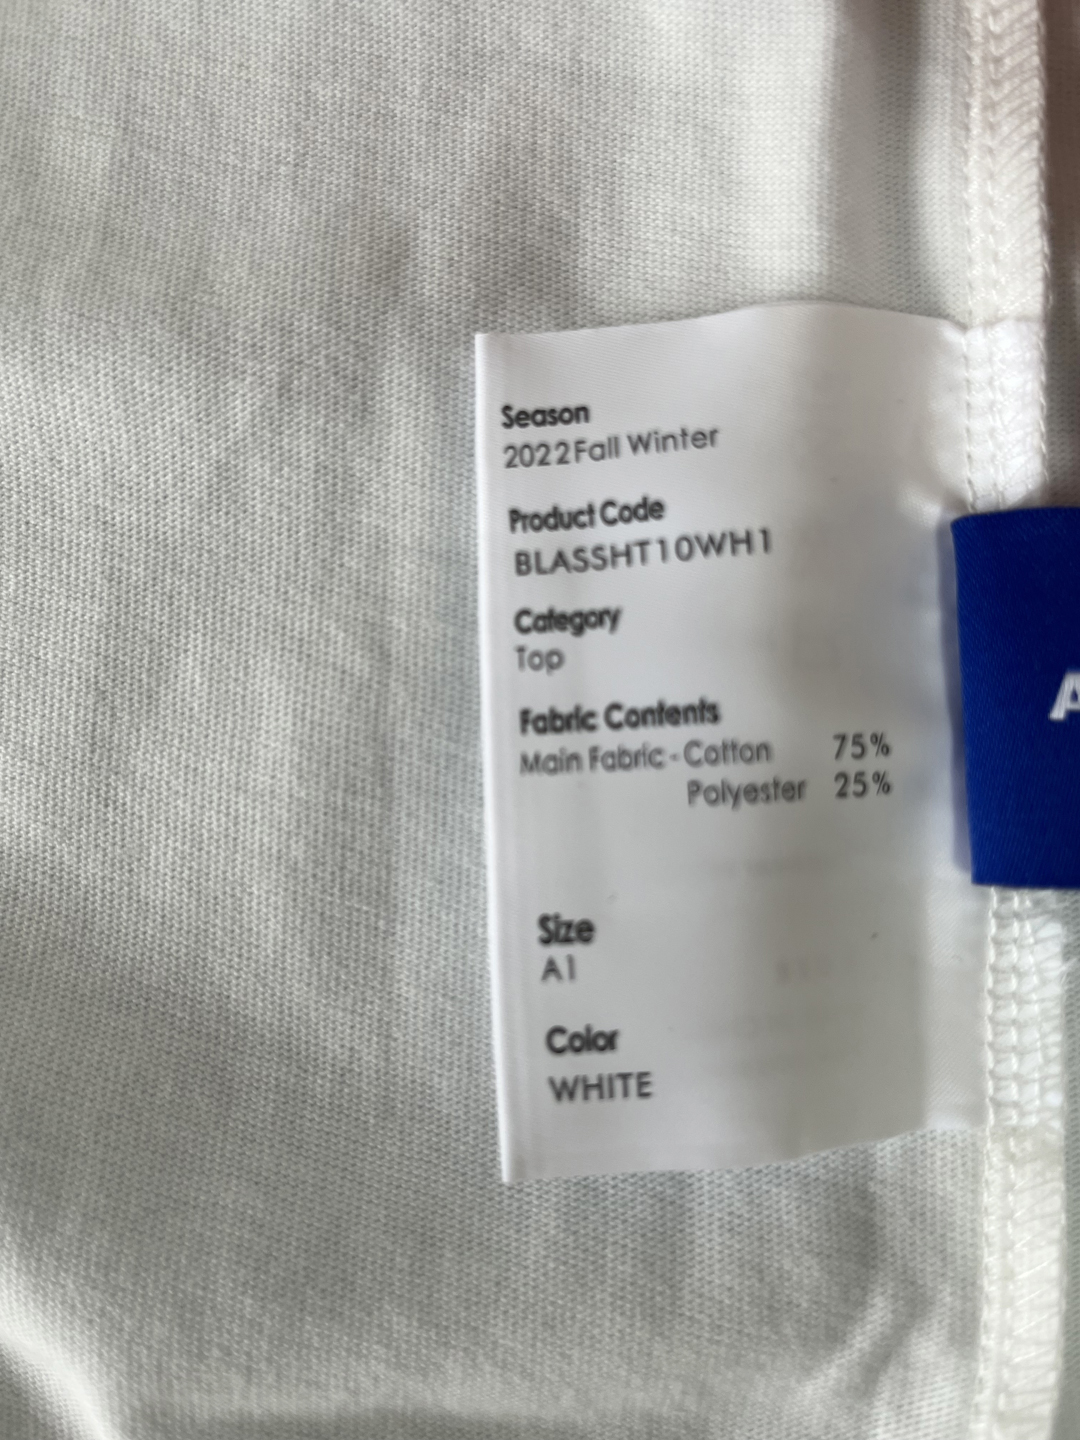 Season
2022Fall Winter
Product Code
BLASSHT10WH1
Category
Top
Fabric Contents
Main Fabric - Cotton 75%
Polyester 25%
Size
A1
Color
WHITE
A